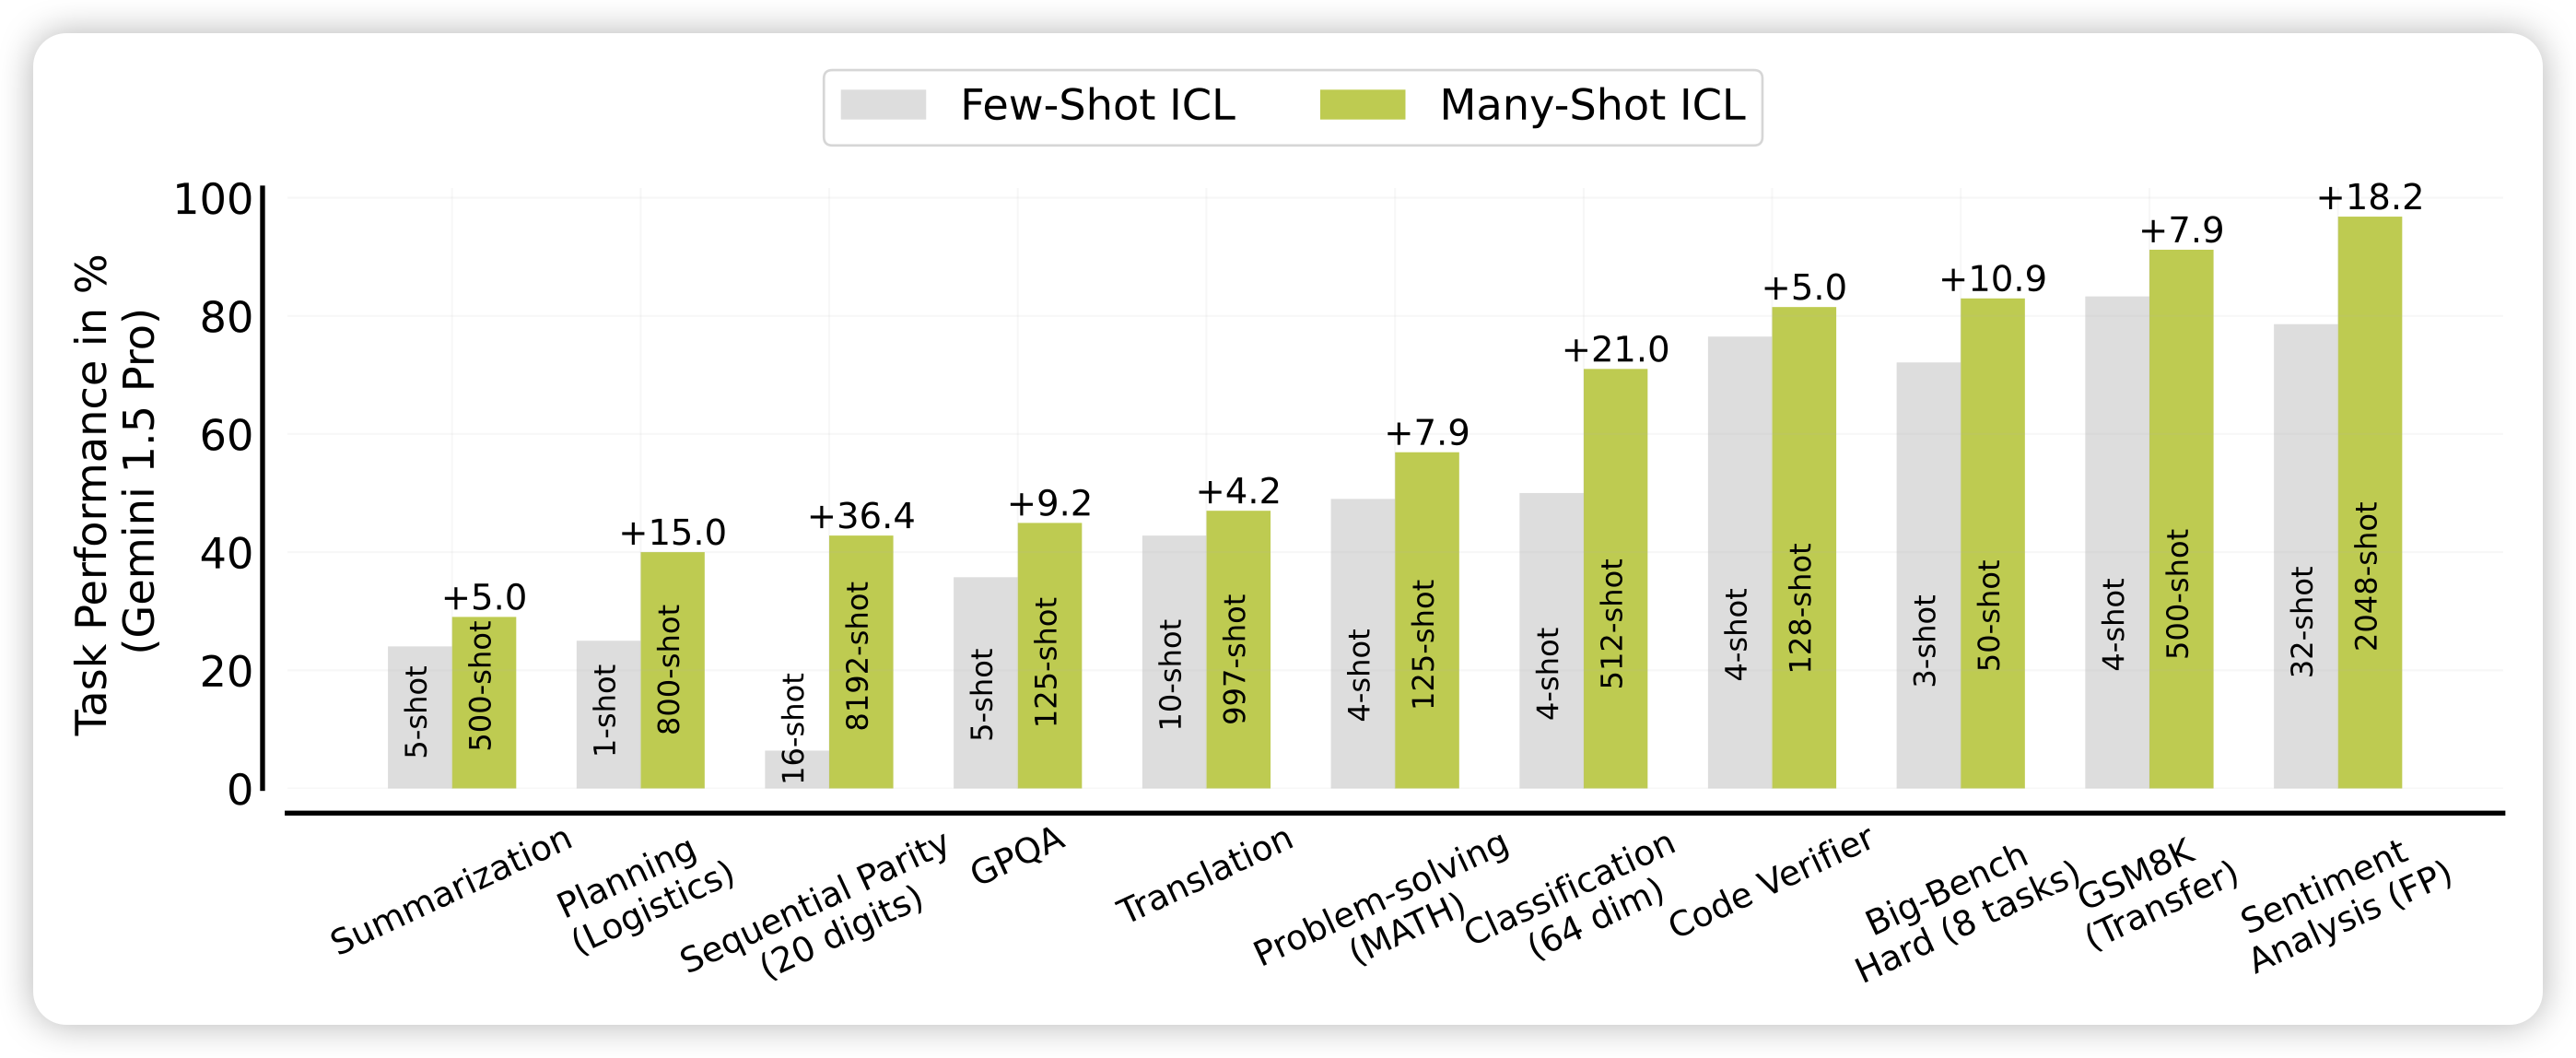 Few-Shot ICL
Many-Shot ICL
Task Performance in %
(Gemini 1.5 Pro)
100
80
60
40
20
0
+5.0
+15.0
+36.4
+9.2
+4.2
+7.9
+21.0
+5.0
+10.9
+7.9
+18.2
5-shot
500-shot
1-shot
800-shot
16-shot
8192-shot
5-shot
125-shot
10-shot
997-shot
4-shot
125-shot
4-shot
512-shot
4-shot
128-shot
3-shot
50-shot
4-shot
500-shot
32-shot
2048-shot
Summarization
Planning
(Logistics)
Sequential Parity
(20 digits)
GPQA
Translation
Problem-solving
(MATH)
Classification
(64 dim)
Code Verifier
Big-Bench
Hard (8 tasks)
GSM8K
(Transfer)
Sentiment
Analysis (FP)